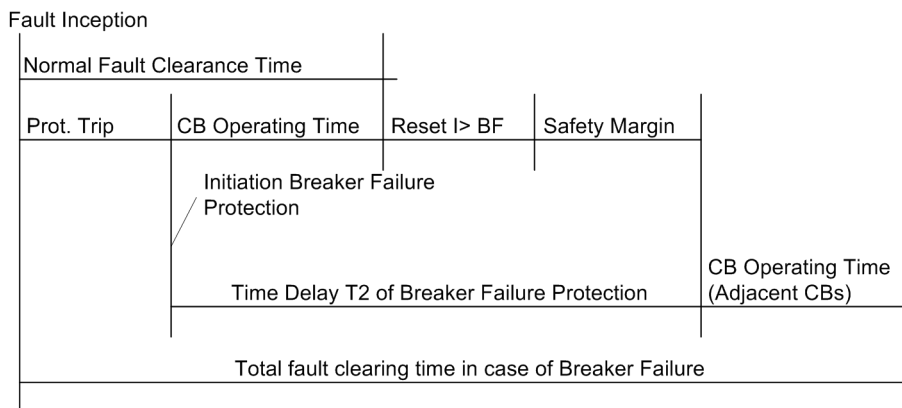 Fault Inception
Normal Fault Clearance Time
Prot. Trip
CB Operating Time
Reset I> BF
Safety Margin
Initiation Breaker Failure
Protection
CB Operating Time
(Adjacent CBs)
Time Delay T2 of Breaker Failure Protection
Total fault clearing time in case of Breaker Failure